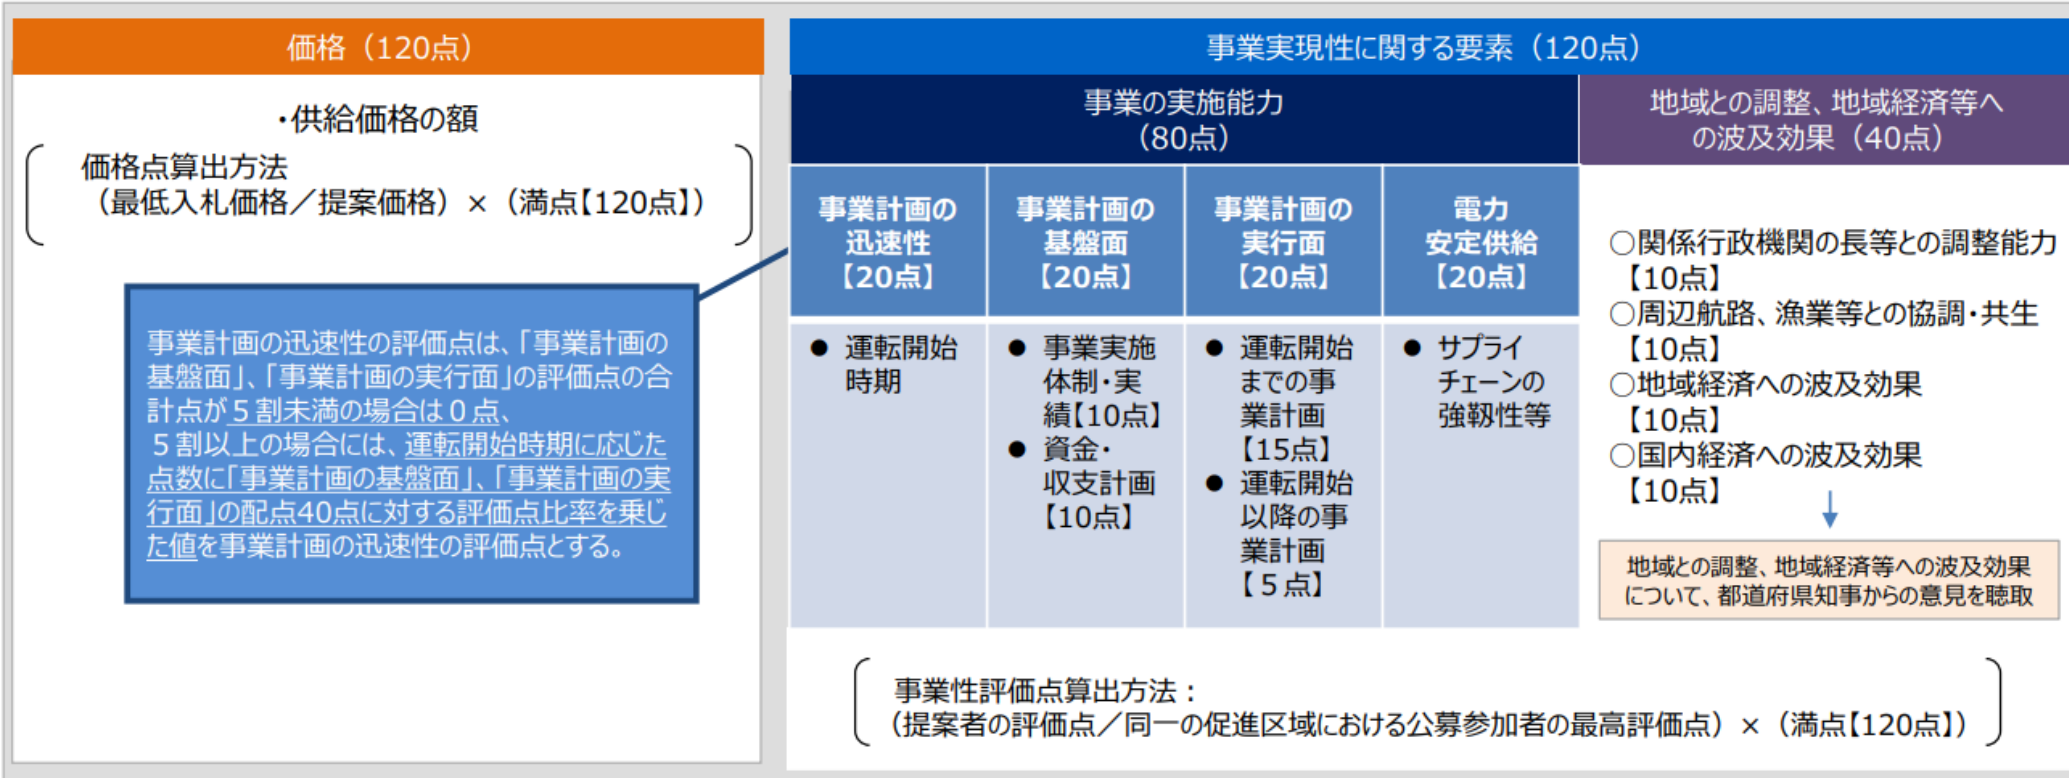 価格（120点）
・供給価格の額
価格点算出方法
（最低入札価格／提案価格）×（満点【120点】）
事業計画の迅速性の評価点は、「事業計画の
基盤面」、「事業計画の実行面」の評価点の合
計点が５割未満の場合は０点、
５割以上の場合には、運転開始時期に応じた
点数に「事業計画の基盤面」、「事業計画の実
行面」の配点40点に対する評価点比率を乗じ
た値を事業計画の迅速性の評価点とする。
事業実現性に関する要素（120点）
事業の実施能力
（80点）
地域との調整、地域経済等へ
の波及効果（40点）
事業計画の
迅速性
【20点】
事業計画の
基盤面
【20点】
事業計画の
実行面
【20点】
電力
安定供給
【20点】
● 運転開始
時期
● 事業実施
体制・実
績【10点】
● 資金・
収支計画
【10点】
● 運転開始
までの事
業計画
【15点】
● 運転開始
以降の事
業計画
【５点】
● サプライ
チェーンの
強靱性等
○関係行政機関の長等との調整能力
【10点】
○周辺航路、漁業等との協調・共生
【10点】
○地域経済への波及効果
【10点】
○国内経済への波及効果
【10点】
地域との調整、地域経済等への波及効果
について、都道府県知事からの意見を聴取
事業性評価点算出方法：
（提案者の評価点／同一の促進区域における公募参加者の最高評価点）×（満点【120点】）